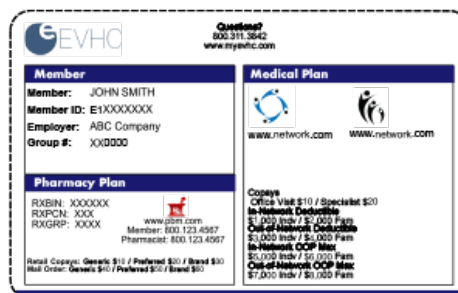 eEVHC
Questions?
800.311.3842
www.myevhc.com
Member
Member: JOHN SMITH
Member ID: E1XXXXXXX
Employer: ABC Company
Group #: XX0000
Pharmacy Plan
RXBIN: XXXXXX
RXPCN: XXX
RXGRP: XXXX
www.pbm.com
Member: 800.123.4567
Pharmacist: 800.123.4567
Retail Copays: Generic $10 / Preferred $20 / Brand $30
Mail Order: Generic $40 / Preferred $50 / Brand $60
Medical Plan
www.network.com
www.network.com
Copays
Office Visit $10 / Specialist $20
In-Network Deductible
$1,000 Indv / $2,000 Fam
Out-of-Network Deductible
$3,000 Indv / $4,000 Fam
In-Network OOP Max
$5,000 Indv / $6,000 Fam
Out-of-Network OOP Max
$7,000 Indv / $8,000 Fam